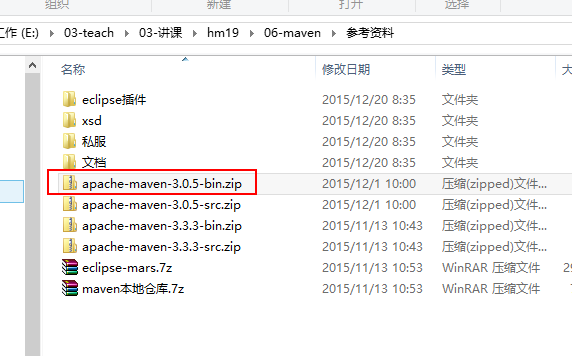 组织 新建 打开 选择
工作 (E:) 03-teach 03-讲课 hm19 06-maven 参考资料
名称 修改日期 类型
eclipse插件 2015/12/20 8:35 文件夹
xsd 2015/12/20 8:35 文件夹
私服 2015/12/20 8:35 文件夹
文档 2015/12/20 8:35 文件夹
apache-maven-3.0.5-bin.zip 2015/12/1 10:00 压缩(zipped)文件...
apache-maven-3.0.5-src.zip 2015/12/1 10:00 压缩(zipped)文件...
apache-maven-3.3.3-bin.zip 2015/11/13 10:43 压缩(zipped)文件...
apache-maven-3.3.3-src.zip 2015/11/13 10:43 压缩(zipped)文件...
eclipse-mars.7z 2015/11/13 10:53 WinRAR 压缩文件
maven本地仓库.7z 2015/11/13 10:53 WinRAR 压缩文件